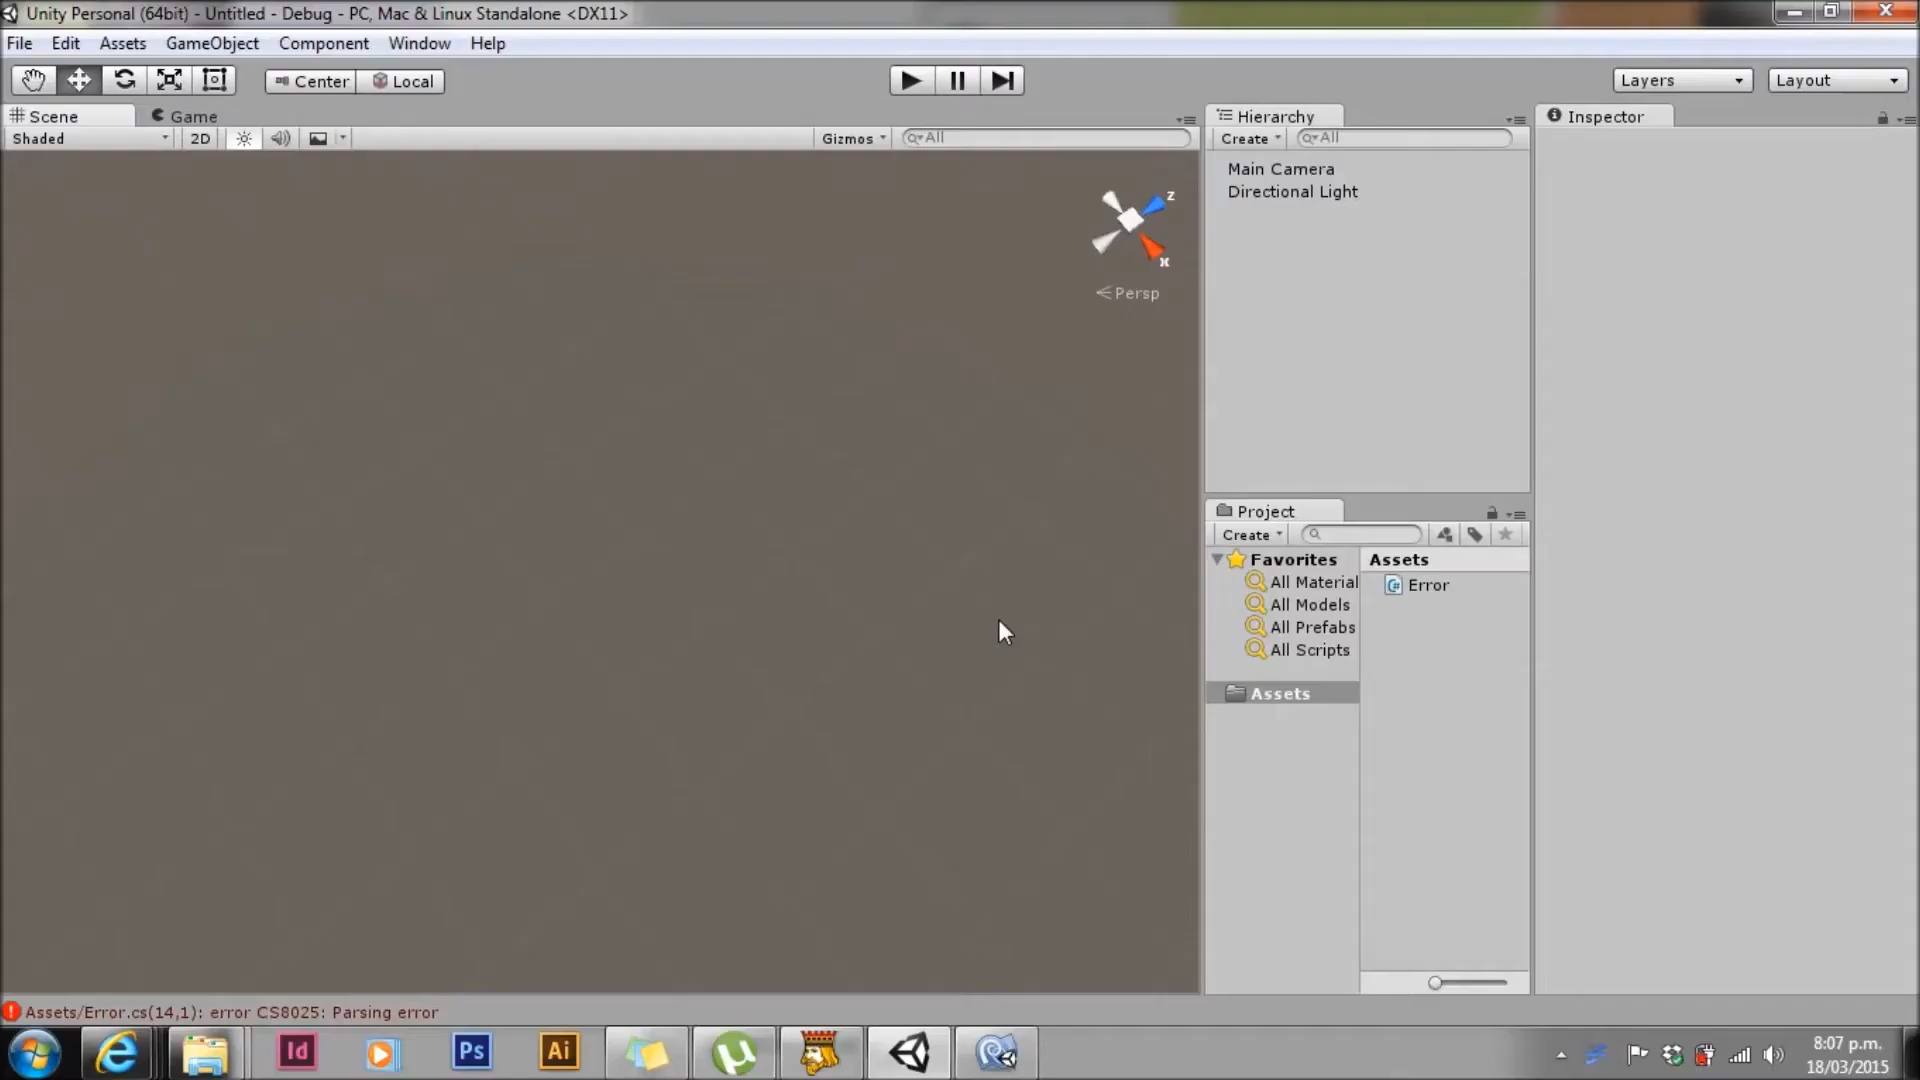 Unity Personal (64bit) - Untitled - Debug - PC, Mac & Linux Standalone <DX11>
File Edit Assets GameObject Component Window Help
Center Local Layers Layout
Scene Game Hierarchy Inspector
Shaded 2D Gizmos All Create All
Main Camera
Directional Light
z
x
Persp
Project
Create
Favorites Assets
All Material Error
All Models
All Prefabs
All Scripts
Assets
Assets/Error.cs(14,1): error CS8025: Parsing error
Id Ps Ai
8:07 p.m.
18/03/2015